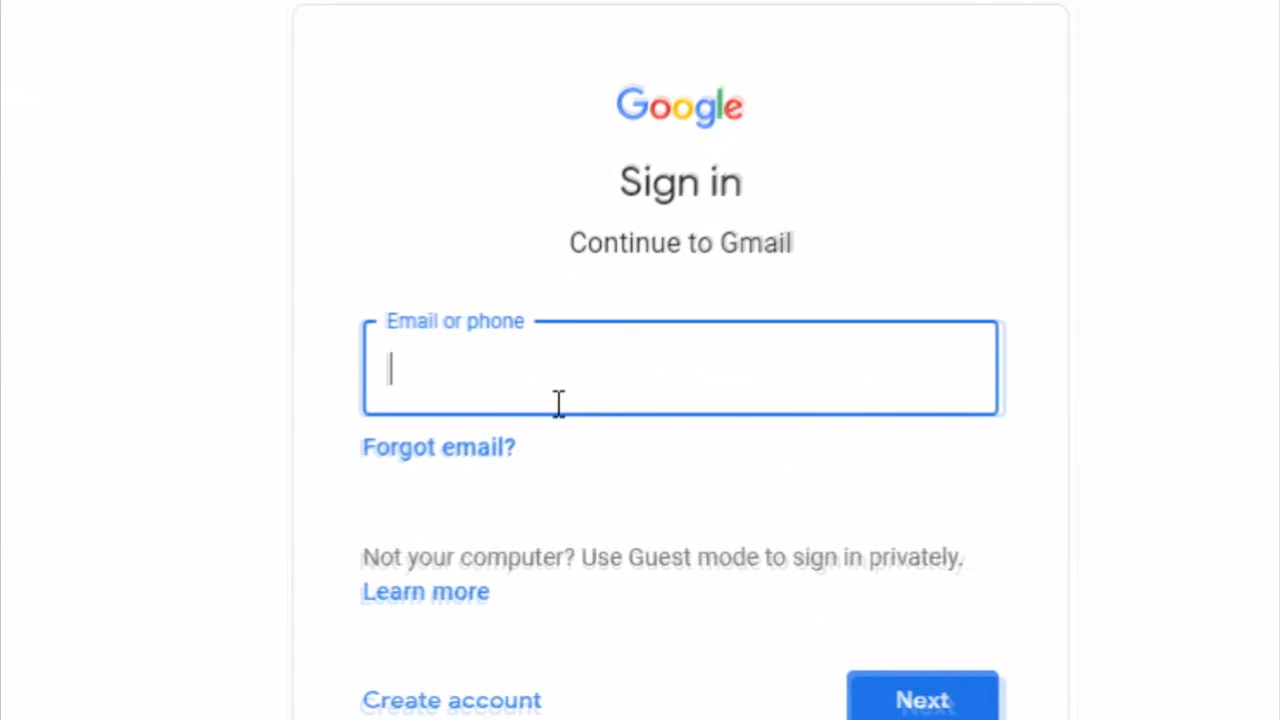 Google
Sign in
Continue to Gmail
Email or phone
Forgot email?
Not your computer? Use Guest mode to sign in privately.
Learn more
Create account
Next